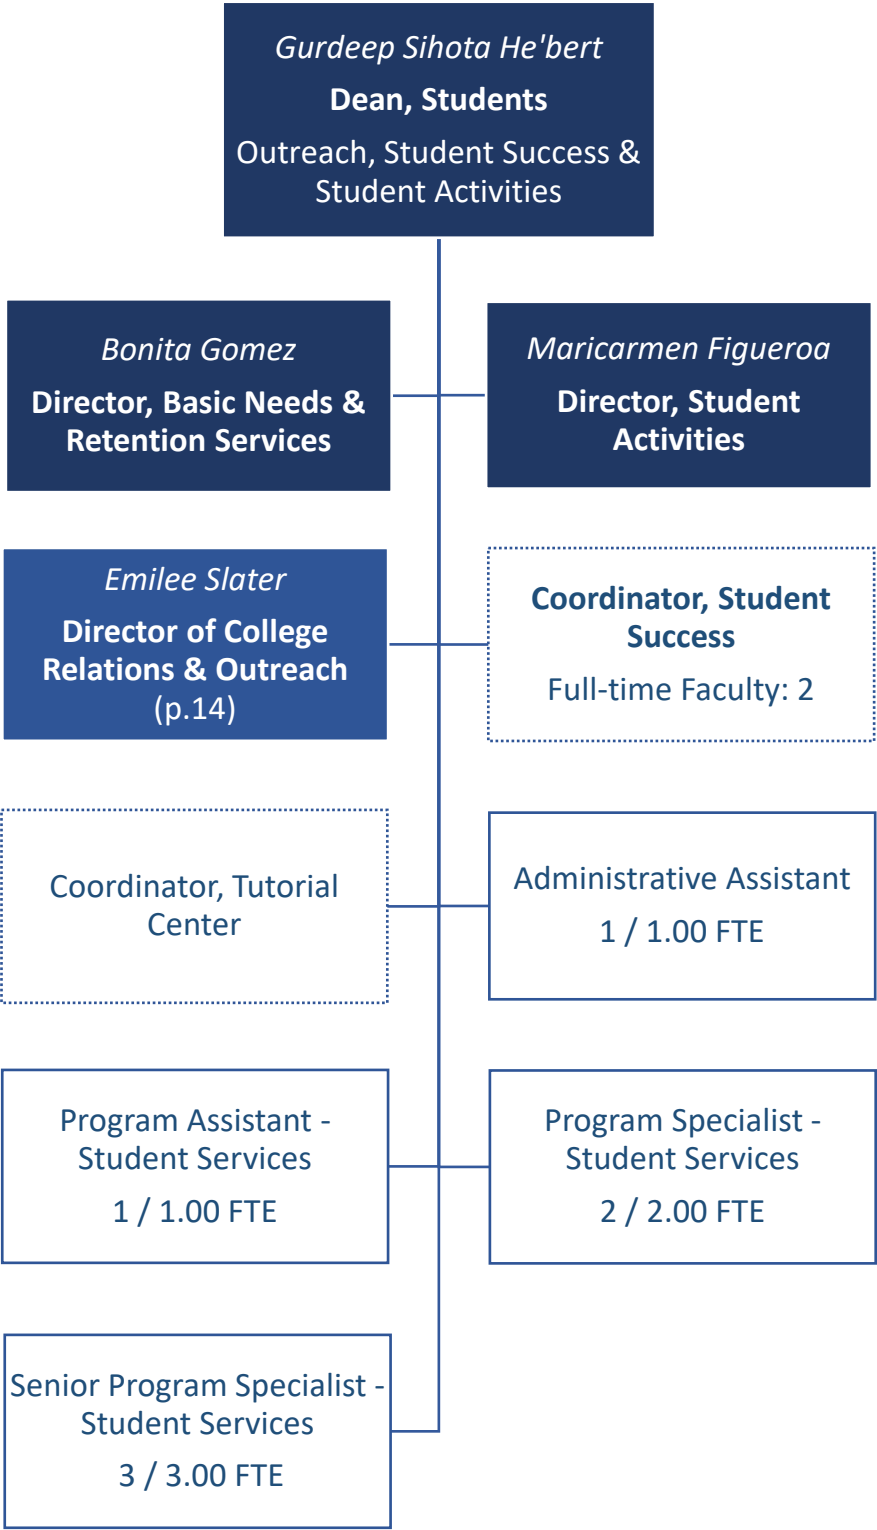 Gurdeep Sihota He'bert
Dean, Students
Outreach, Student Success &
Student Activities
Bonita Gomez
Director, Basic Needs &
Retention Services
Maricarmen Figueroa
Director, Student
Activities
Emilee Slater
Director of College
Relations & Outreach
(p.14)
Coordinator, Student
Success
Full-time Faculty: 2
Coordinator, Tutorial
Center
Administrative Assistant
1 / 1.00 FTE
Program Assistant -
Student Services
1 / 1.00 FTE
Program Specialist -
Student Services
2 / 2.00 FTE
Senior Program Specialist -
Student Services
3 / 3.00 FTE